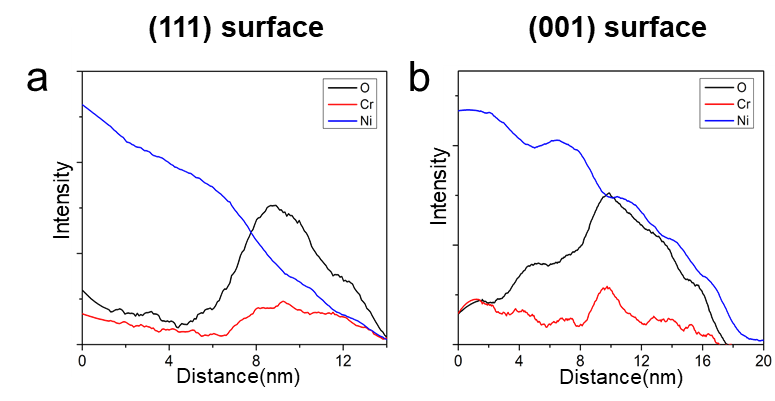 (111) surface
(001) surface
a
O
Cr
Ni
Intensity
0
4
8
12
Distance(nm)
b
O
Cr
Ni
Intensity
0
4
8
12
16
20
Distance(nm)